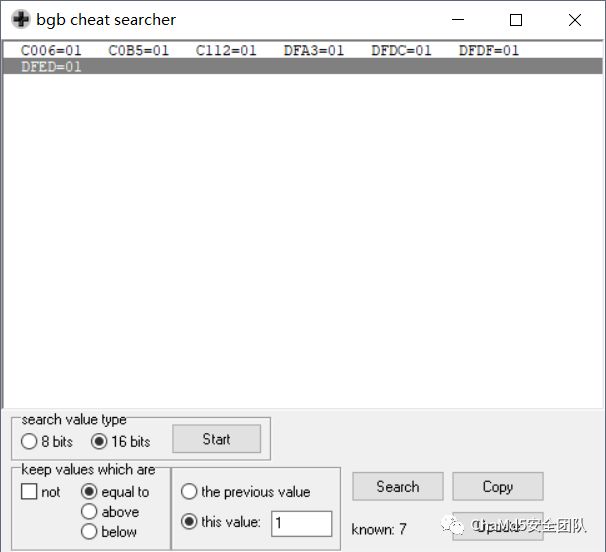 bgb cheat searcher
C006=01 C0B5=01 C112=01 DFA3=01 DFDC=01 DFDF=01
DFED=01
search value type
8 bits 16 bits Start
keep values which are
not equal to the previous value Search Copy
above this value: 1
below known: 7 Update
ChaMd5安全团队